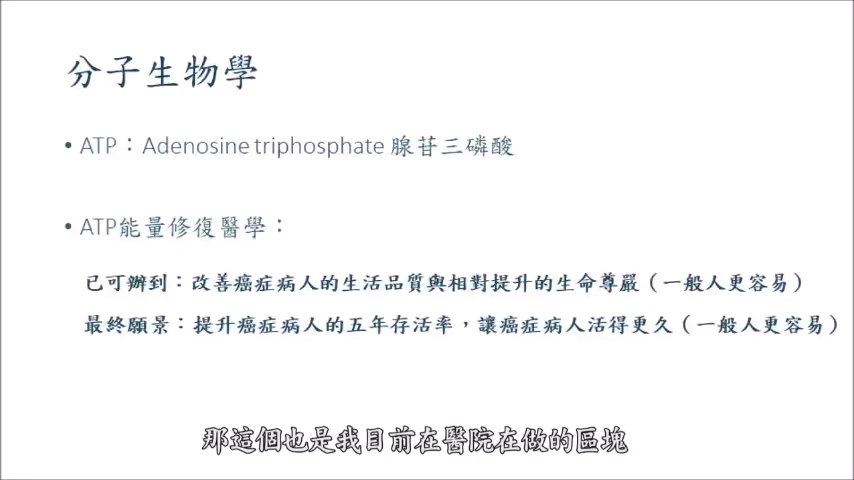 分子生物學
• ATP：Adenosine triphosphate 腺苷三磷酸
• ATP能量修復醫學：
已可辦到：改善癌症病人的生活品質與相對提升的生命尊嚴（一般人更容易）
最終願景：提升癌症病人的五年存活率，讓癌症病人活得更久（一般人更容易）
那這個也是我目前在醫院在做的區塊